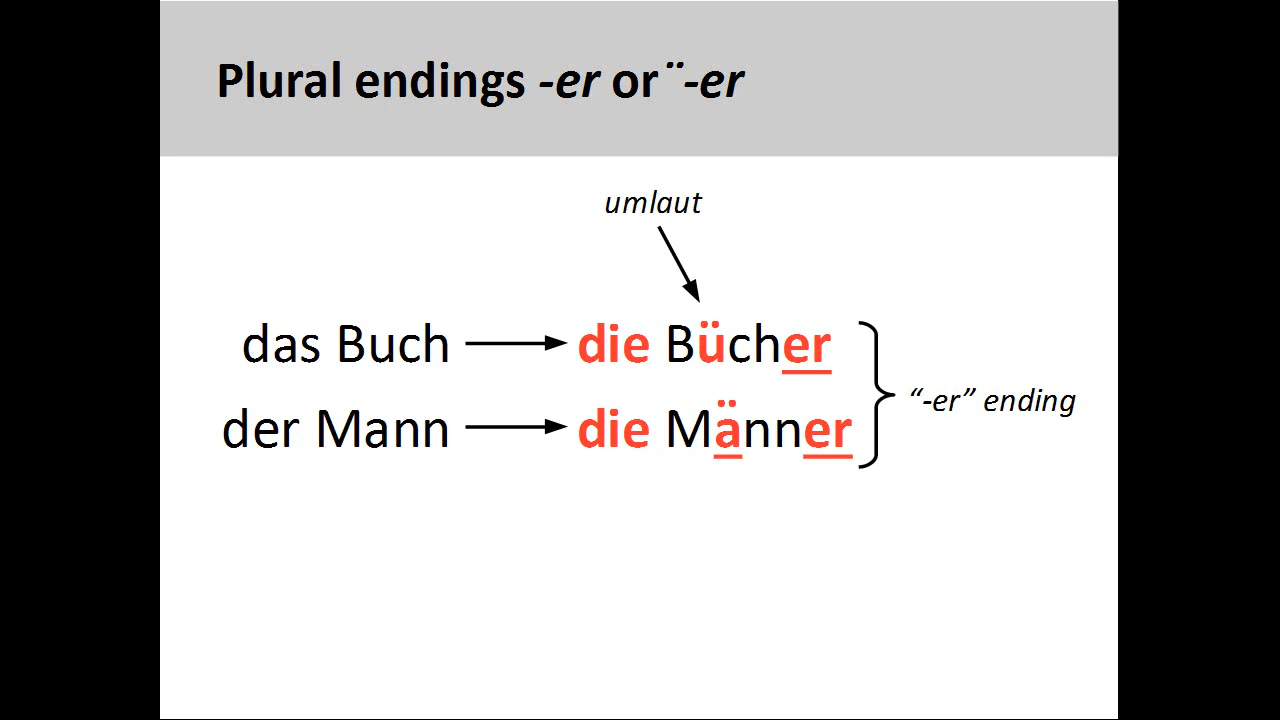 Plural endings -er or ¨-er
umlaut
das Buch die Bücher
der Mann die Männer
“-er” ending